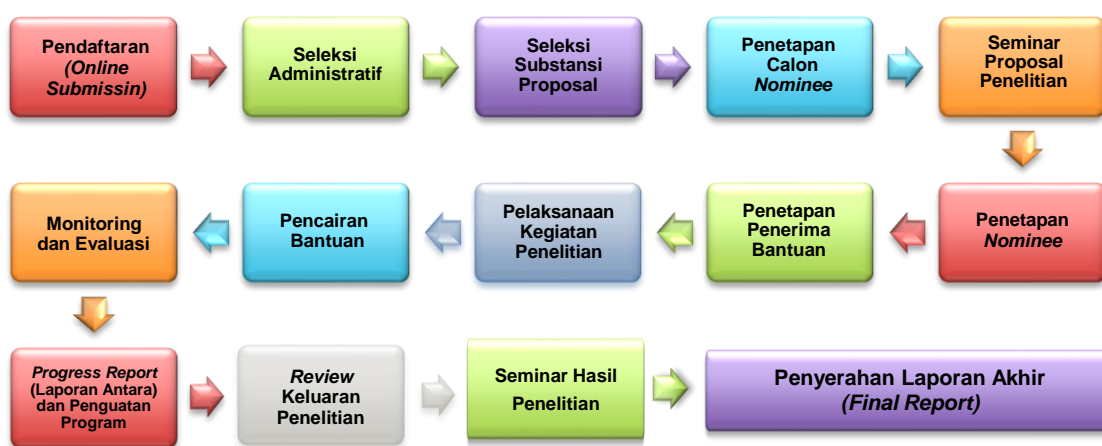 Pendaftaran
(Online
Submissin)
Seleksi
Administratif
Seleksi
Substansi
Proposal
Penetapan
Calon
Nominee
Seminar
Proposal
Penelitian
Penetapan
Nominee
Penetapan
Penerima
Bantuan
Pelaksanaan
Kegiatan
Penelitian
Pencairan
Bantuan
Monitoring
dan Evaluasi
Progress Report
(Laporan Antara)
dan Penguatan
Program
Review
Keluaran
Penelitian
Seminar Hasil
Penelitian
Penyerahan Laporan Akhir
(Final Report)